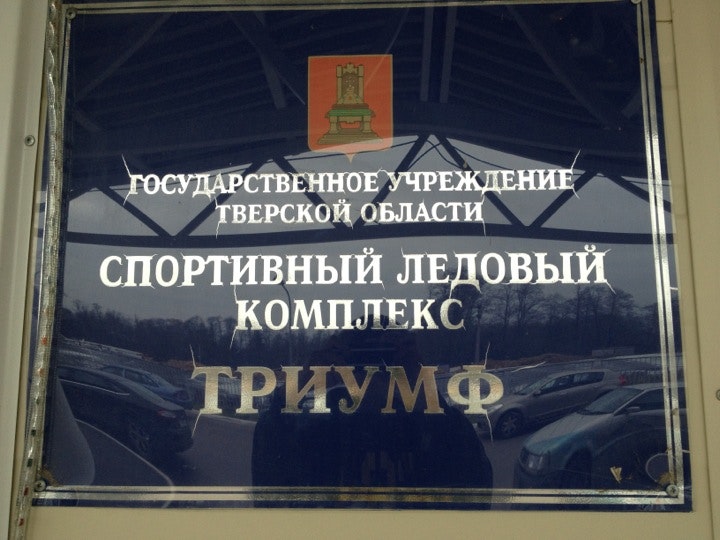 ГОСУДАРСТВЕННОЕ УЧРЕЖДЕНИЕ
ТВЕРСКОЙ ОБЛАСТИ
СПОРТИВНЫЙ ЛЕДОВЫЙ
КОМПЛЕКС
ТРИУМФ